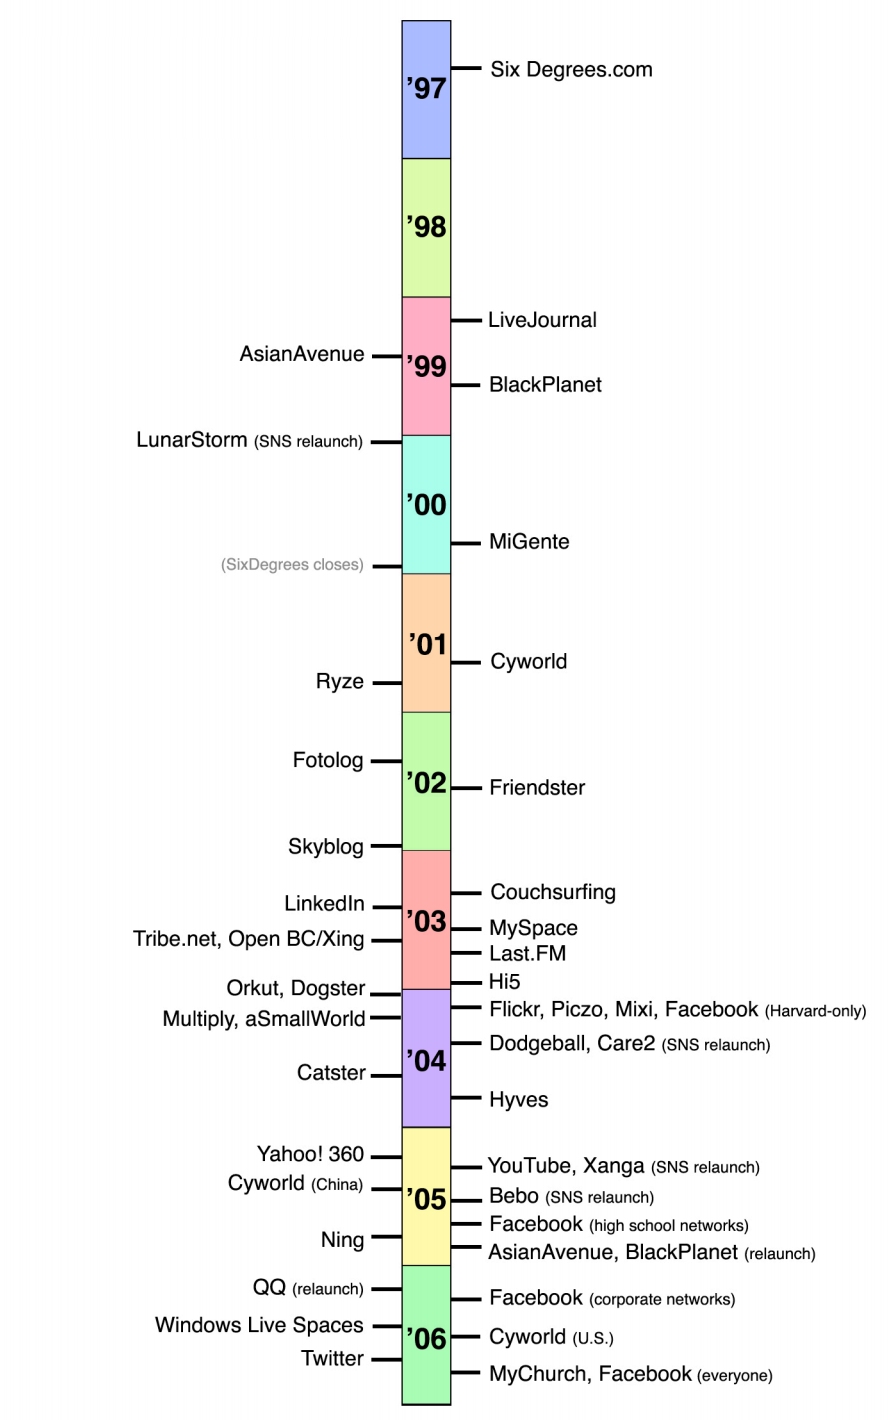 ’97
Six Degrees.com
’98
LiveJournal
AsianAvenue
’99
BlackPlanet
LunarStorm (SNS relaunch)
’00
MiGente
(SixDegrees closes)
’01
Cyworld
Ryze
Fotolog
’02
Friendster
Skyblog
Couchsurfing
LinkedIn
’03
MySpace
Tribe.net, Open BC/Xing
Last.FM
Hi5
Orkut, Dogster
Flickr, Piczo, Mixi, Facebook (Harvard-only)
Multiply, aSmallWorld
Dodgeball, Care2 (SNS relaunch)
’04
Catster
Hyves
Yahoo! 360
YouTube, Xanga (SNS relaunch)
Cyworld (China)
Bebo (SNS relaunch)
’05
Facebook (high school networks)
Ning
AsianAvenue, BlackPlanet (relaunch)
QQ (relaunch)
Facebook (corporate networks)
Windows Live Spaces
Cyworld (U.S.)
’06
Twitter
MyChurch, Facebook (everyone)